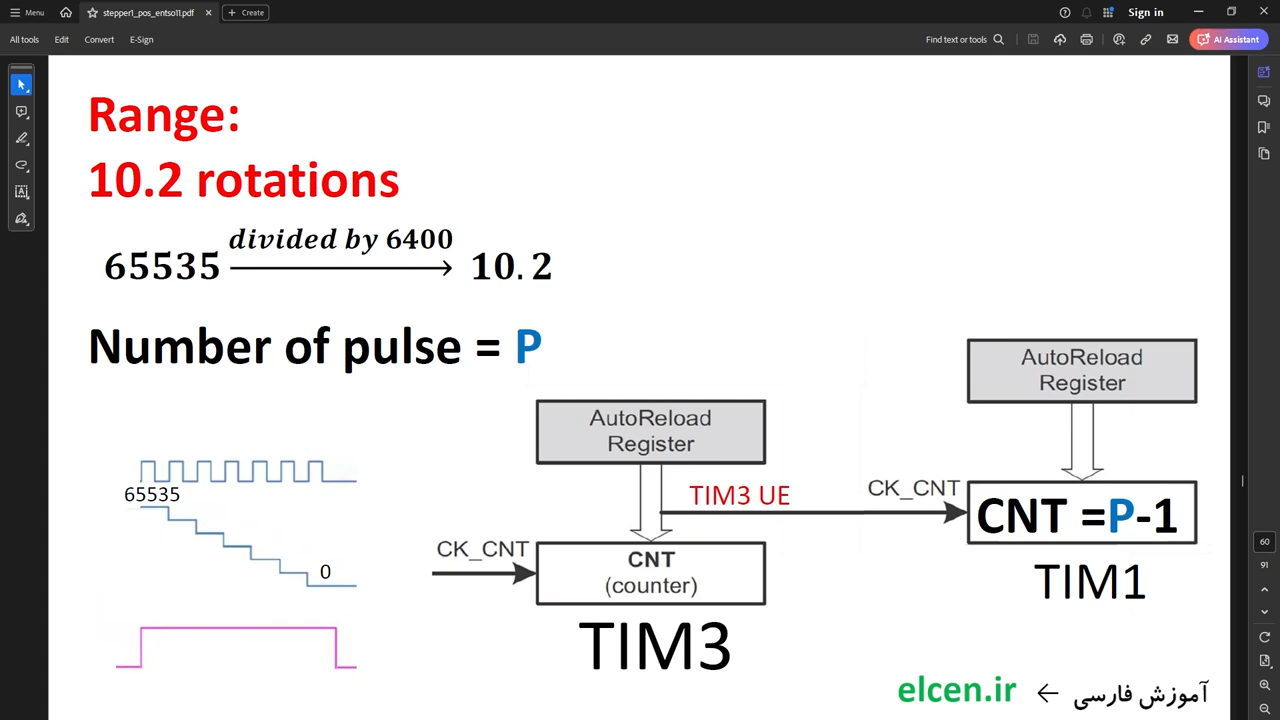 Menu
stepper1_pos_entso11.pdf
Create
Sign in
All tools
Edit
Convert
E-Sign
Find text or tools
AI Assistant
Range:
10.2 rotations
divided by 6400
65535 → 10.2
Number of pulse = P
AutoReload
Register
AutoReload
Register
65535
0
TIM3 UE
CK_CNT
CNT =P-1
TIM1
CK_CNT
CNT
(counter)
TIM3
60
91
elcen.ir ← آموزش فارسی